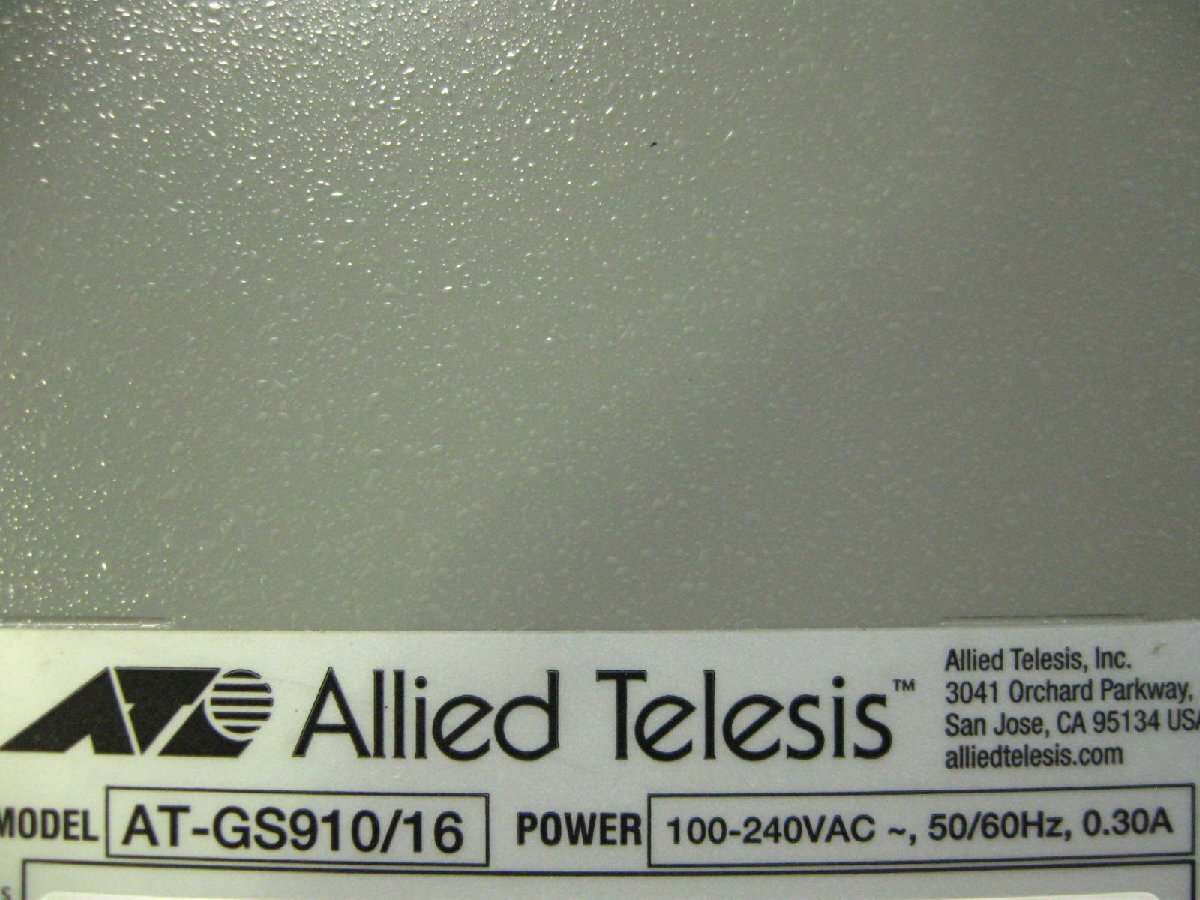 Allied Telesis™
Allied Telesis, Inc.
3041 Orchard Parkway,
San Jose, CA 95134 USA
alliedtelesis.com
MODEL AT-GS910/16 POWER 100-240VAC ~, 50/60Hz, 0.30A